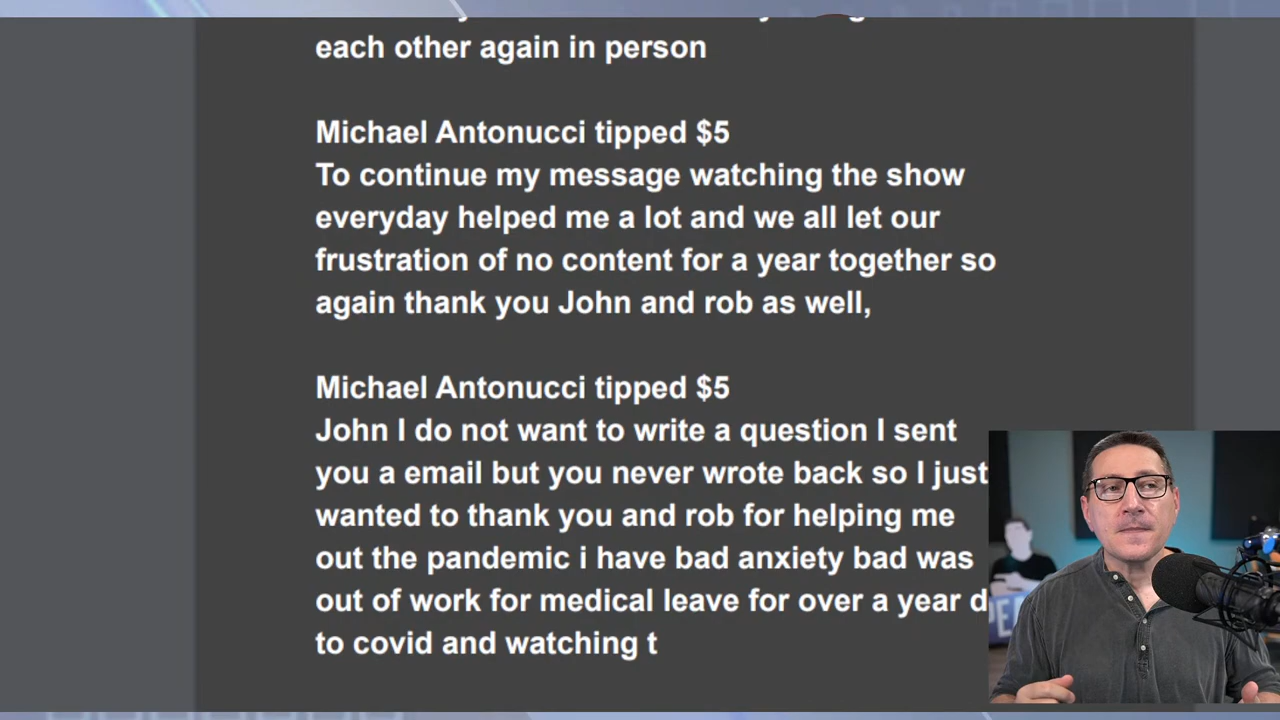 each other again in person
Michael Antonucci tipped $5
To continue my message watching the show
everyday helped me a lot and we all let our
frustration of no content for a year together so
again thank you John and rob as well,
Michael Antonucci tipped $5
John I do not want to write a question I sent
you a email but you never wrote back so I just
wanted to thank you and rob for helping me
out the pandemic i have bad anxiety bad was
out of work for medical leave for over a year d
to covid and watching t